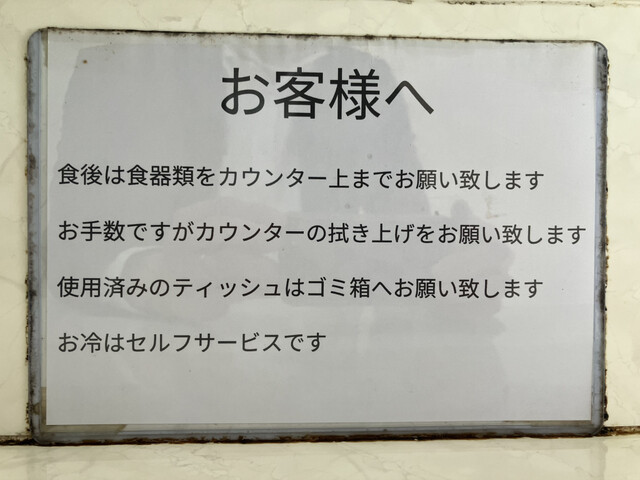 お客様へ
食後は食器類をカウンター上までお願い致します
お手数ですがカウンターの拭き上げをお願い致します
使用済みのティッシュはゴミ箱へお願い致します
お冷はセルフサービスです